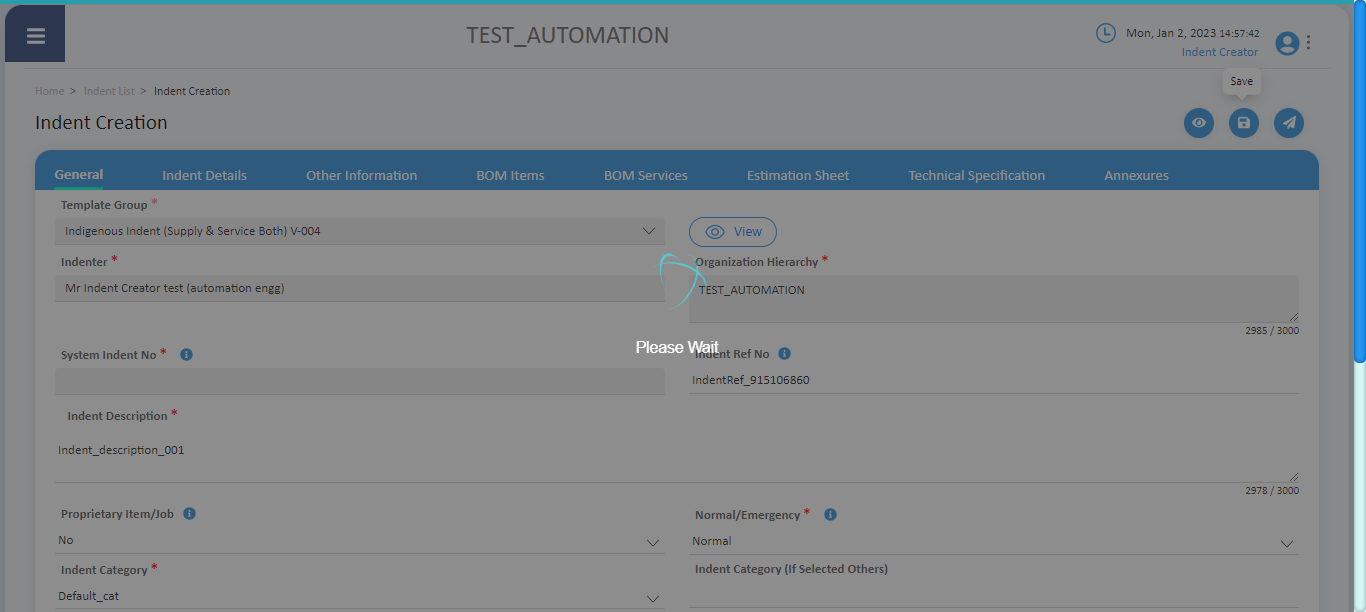 TEST_AUTOMATION
Mon, Jan 2, 2023 14:57:42
Indent Creator
Home > Indent List > Indent Creation
Save
Indent Creation
General Indent Details Other Information BOM Items BOM Services Estimation Sheet Technical Specification Annexures
Template Group *
Indigenous Indent (Supply & Service Both) V-004
View
Indenter *
Organization Hierarchy *
Mr Indent Creator test (automation engg)
TEST_AUTOMATION
2985 / 3000
Please Wait
System Indent No *
Indent Ref No
IndentRef_915106860
Indent Description *
Indent_description_001
2978 / 3000
Proprietary Item/Job
Normal/Emergency *
No
Normal
Indent Category *
Indent Category (If Selected Others)
Default_cat